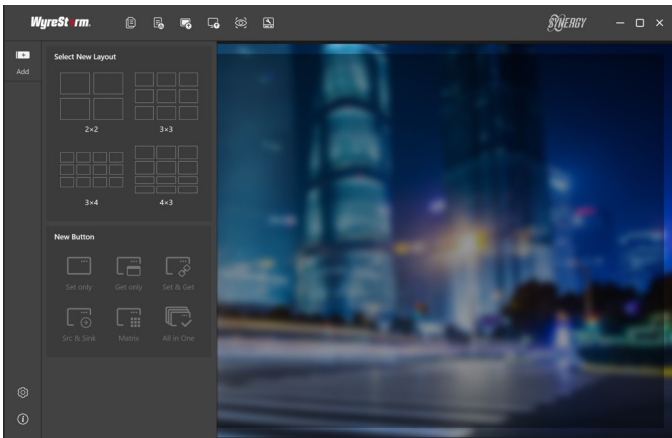 WyreStorm.
SYNERGY
Add
Select New Layout
2×2
3×3
3×4
4×3
New Button
Set only
Get only
Set & Get
Src & Sink
Matrix
All in One